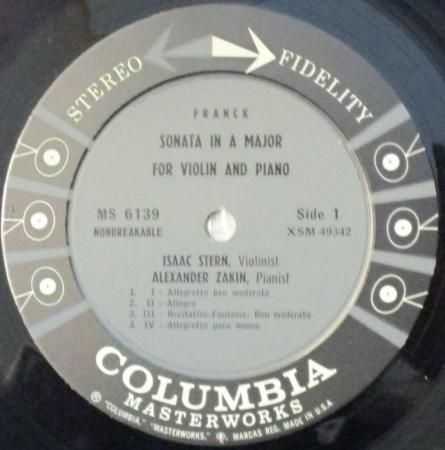 STEREO FIDELITY
FRANCK
SONATA IN A MAJOR
FOR VIOLIN AND PIANO
MS 6139 Side 1
NONBREAKABLE XSM 49342
ISAAC STERN, Violinist
ALEXANDER ZAKIN, Pianist
1. I - Allegretto ben moderato
2. II - Allegro
3. III - Recitativo-Fantasia: Ben moderato
4. IV - Allegretto poco mosso
COLUMBIA
MASTERWORKS
® "COLUMBIA," "MASTERWORKS," MARCAS REG. MADE IN U.S.A